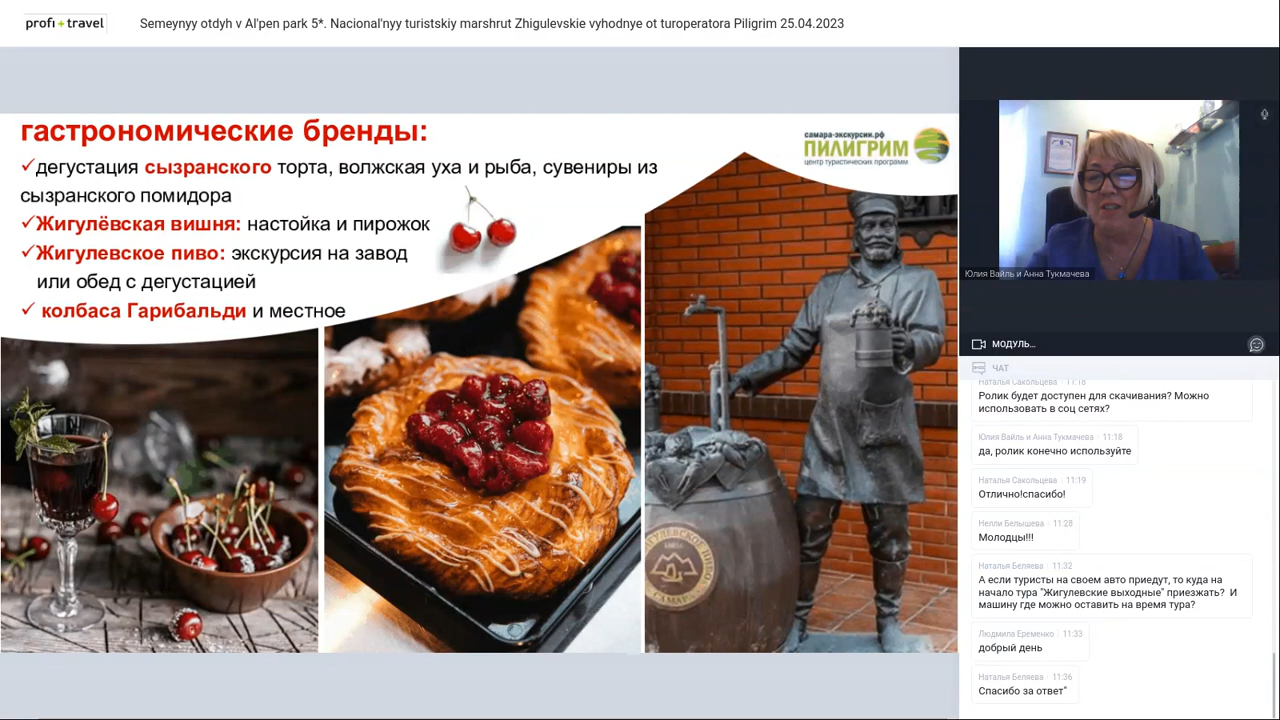 profi + travel
Semeynyy otdyh v Al'pen park 5*. Nacional'nyy turistskiy marshrut Zhigulevskie vyhodnye ot turoperatora Piligrim 25.04.2023
гастрономические бренды:
✓дегустация сызранского торта, волжская уха и рыба, сувениры из
сызранского помидора
✓Жигулёвская вишня: настойка и пирожок
✓Жигулевское пиво: экскурсия на завод
или обед с дегустацией
✓ колбаса Гарибальди и местное
самара-экскурсии.рф
ПИЛИГРИМ
центр туристических программ
САМАРА
Юлия Вайль и Анна Тукмачева
МОДУЛЬ...
ЧАТ
Наталья Сакольцева 11:18
Ролик будет доступен для скачивания? Можно
использовать в соц сетях?
Юлия Вайль и Анна Тукмачева 11:18
да, ролик конечно используйте
Наталья Сакольцева 11:19
Отлично!спасибо!
Нелли Белышева 11:28
Молодцы!!!
Наталья Беляева 11:32
А если туристы на своем авто приедут, то куда на
начало тура "Жигулевские выходные" приезжать? И
машину где можно оставить на время тура?
Людмила Еременко 11:33
добрый день
Наталья Беляева 11:36
Спасибо за ответ"